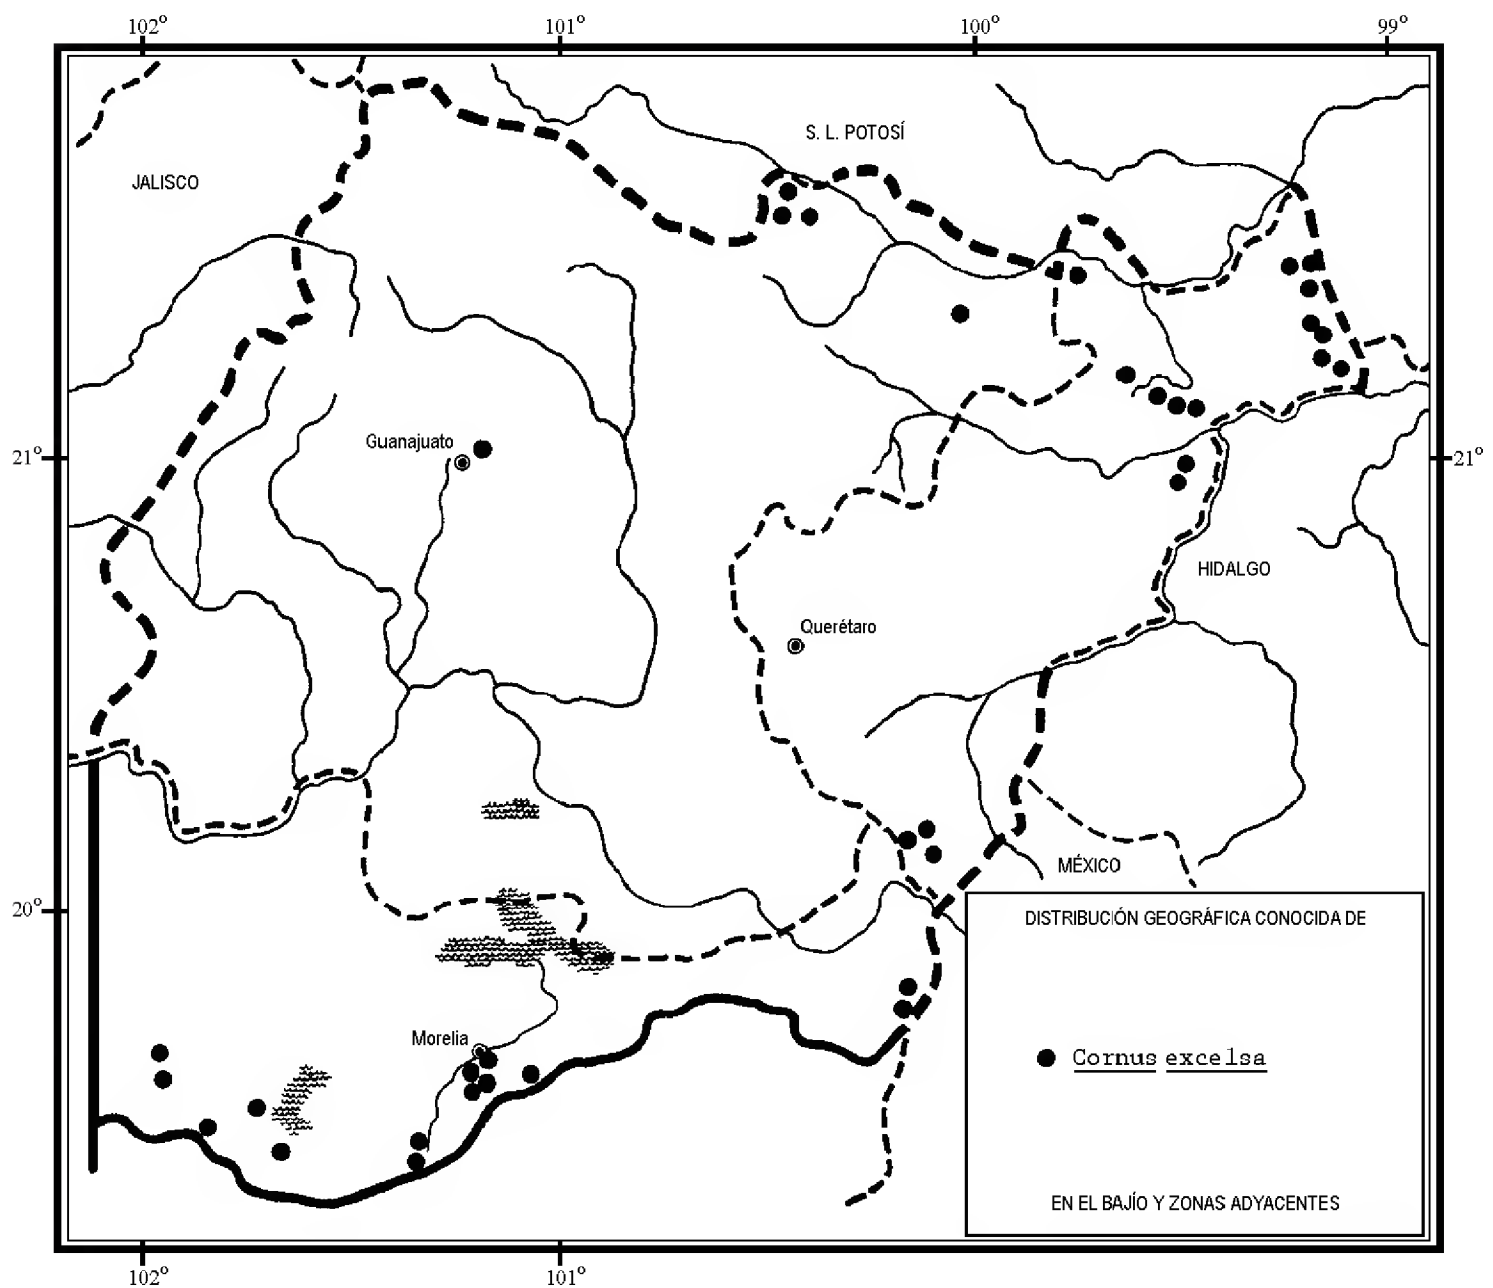 102° 101° 100° 99°
S. L. POTOSÍ
JALISCO
Guanajuato
21° 21°
HIDALGO
Querétaro
MÉXICO
20°
DISTRIBUCIÓN GEOGRÁFICA CONOCIDA DE
Morelia
Cornus excelsa
EN EL BAJÍO Y ZONAS ADYACENTES
102° 101°